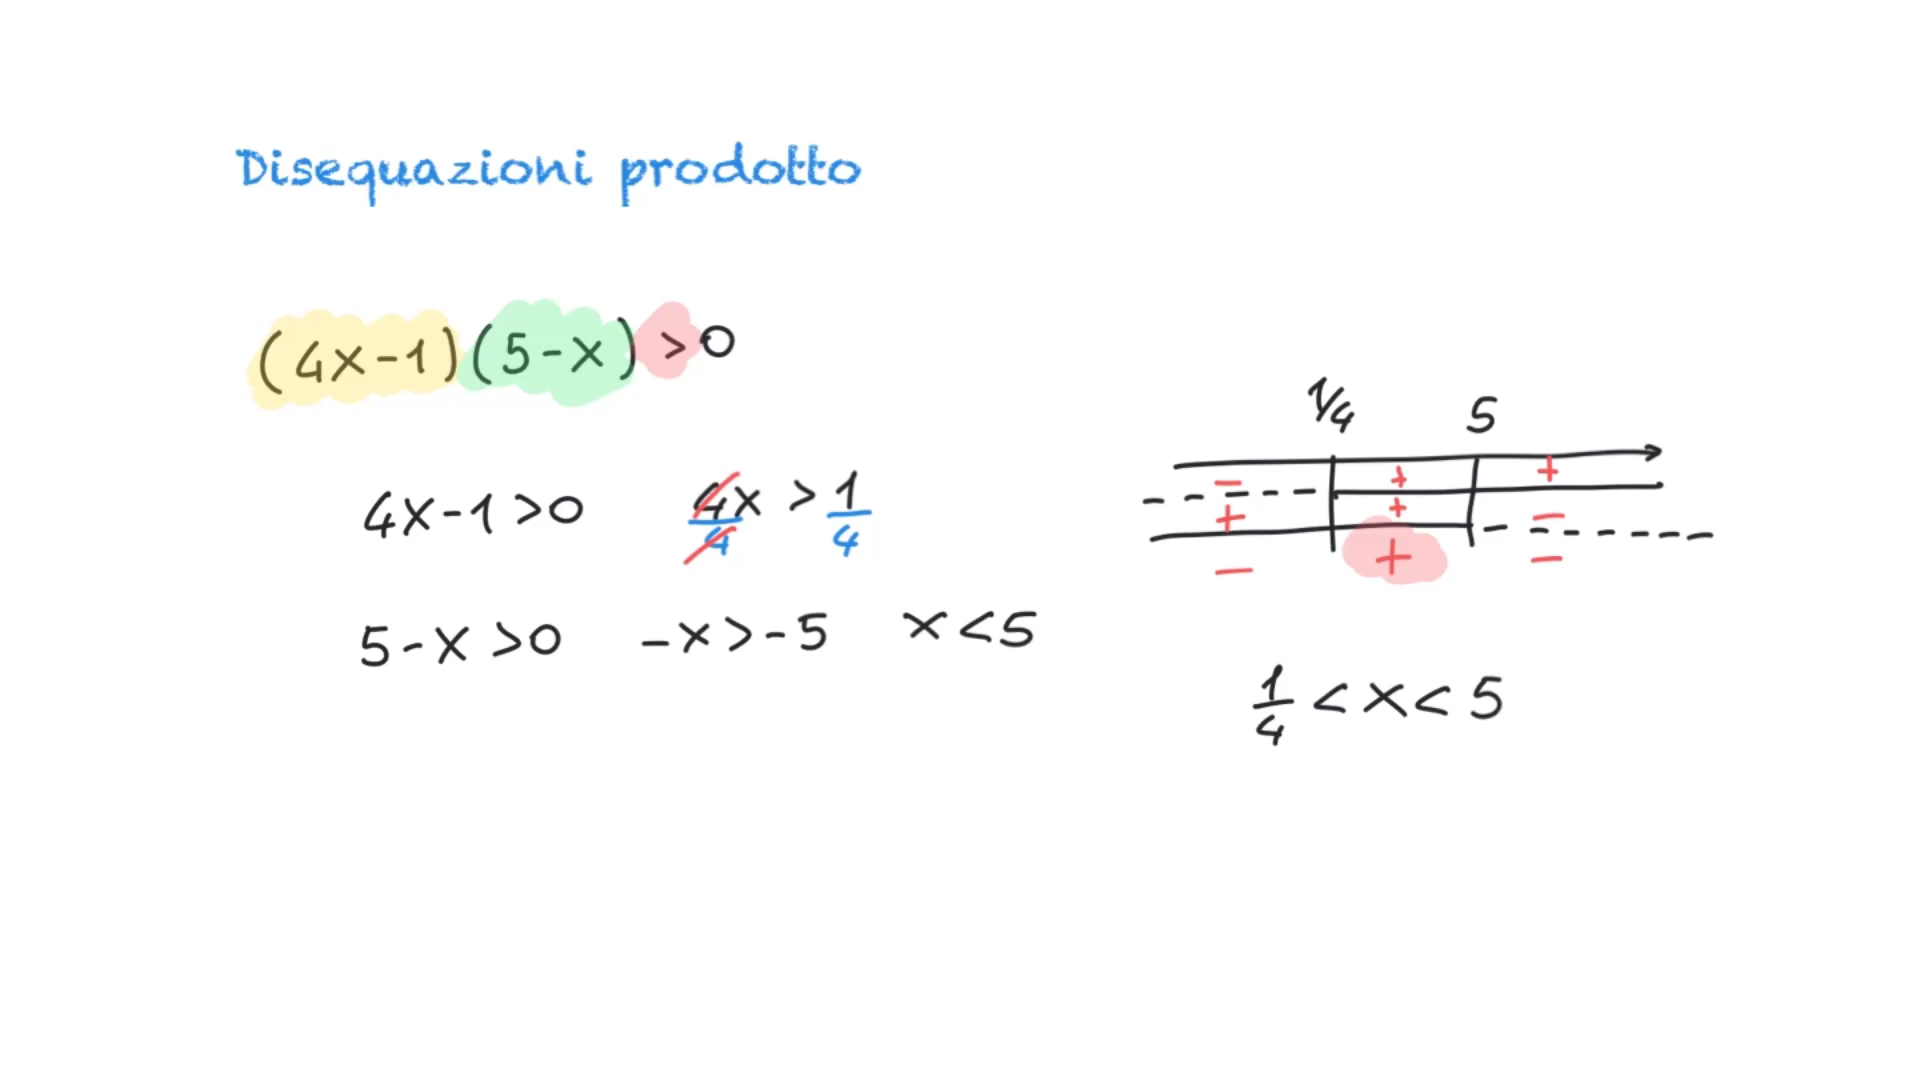 Disequazioni prodotto
(4x-1)(5-x)>0
4x-1>0 4x/4 > 1/4
5-x>0 -x>-5 x<5
1/4 5
- + +
+ + -
- + -
1/4 < x < 5